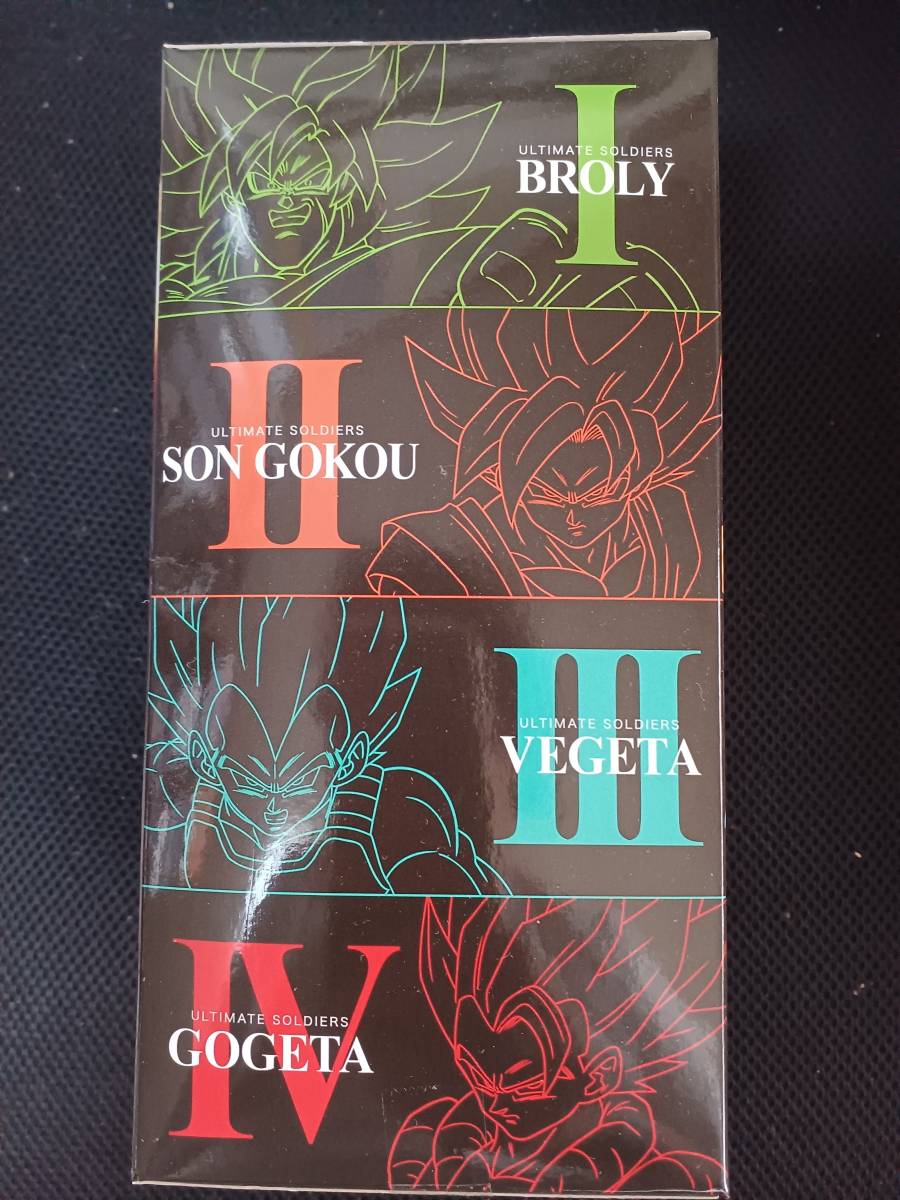 I
ULTIMATE SOLDIERS
BROLY
II
ULTIMATE SOLDIERS
SON GOKOU
III
ULTIMATE SOLDIERS
VEGETA
IV
ULTIMATE SOLDIERS
GOGETA